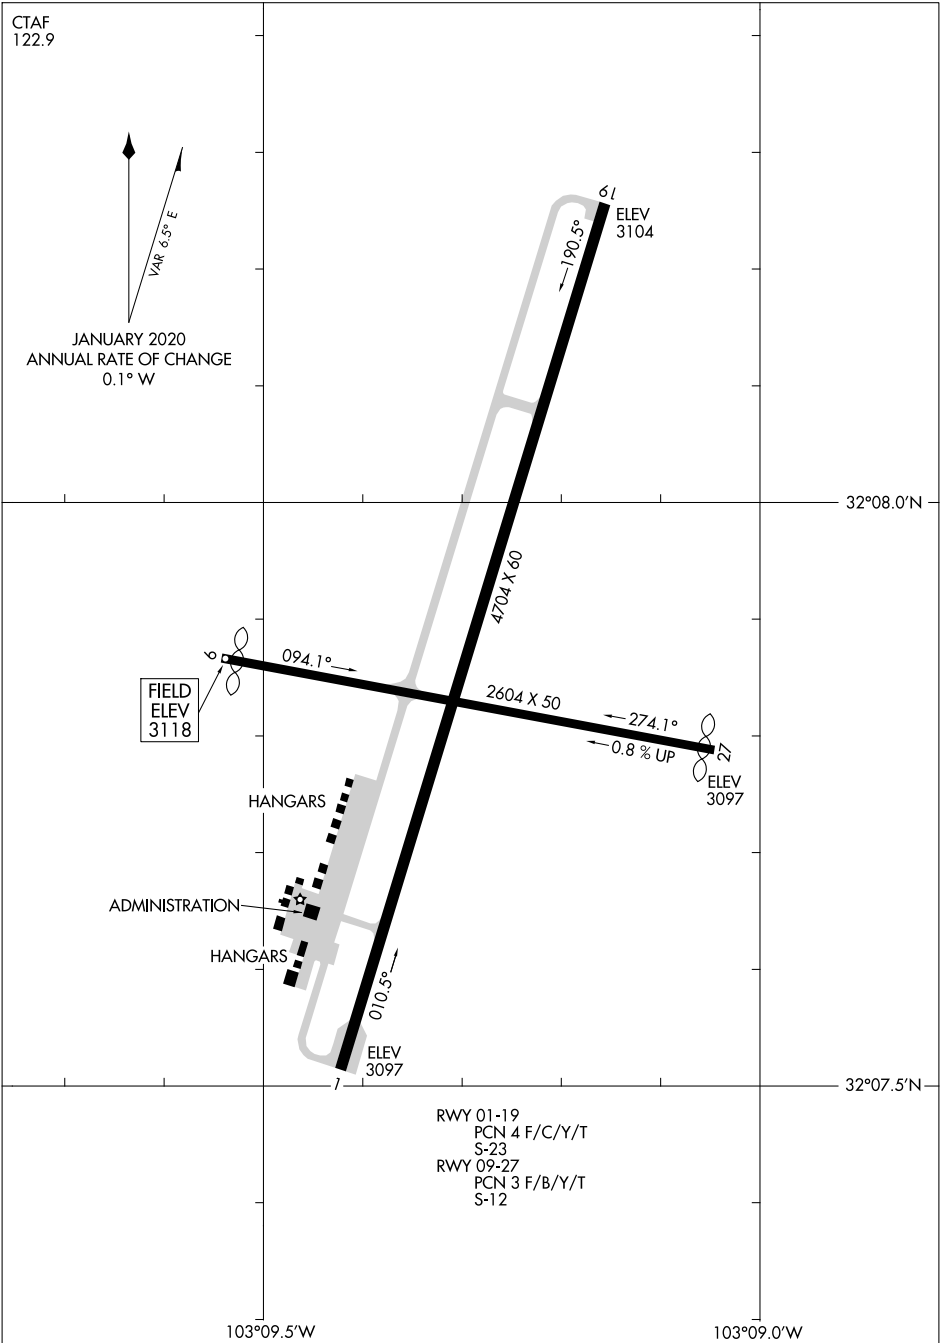 CTAF
122.9
VAR 6.5° E
JANUARY 2020
ANNUAL RATE OF CHANGE
0.1° W
19
ELEV
3104
190.5°
32°08.0'N
4704 X 60
9
094.1°
FIELD
ELEV
3118
2604 X 50
274.1°
0.8 % UP
27
ELEV
3097
HANGARS
ADMINISTRATION
HANGARS
010.5°
ELEV
3097
1
32°07.5'N
RWY 01-19
PCN 4 F/C/Y/T
S-23
RWY 09-27
PCN 3 F/B/Y/T
S-12
103°09.5'W
103°09.0'W